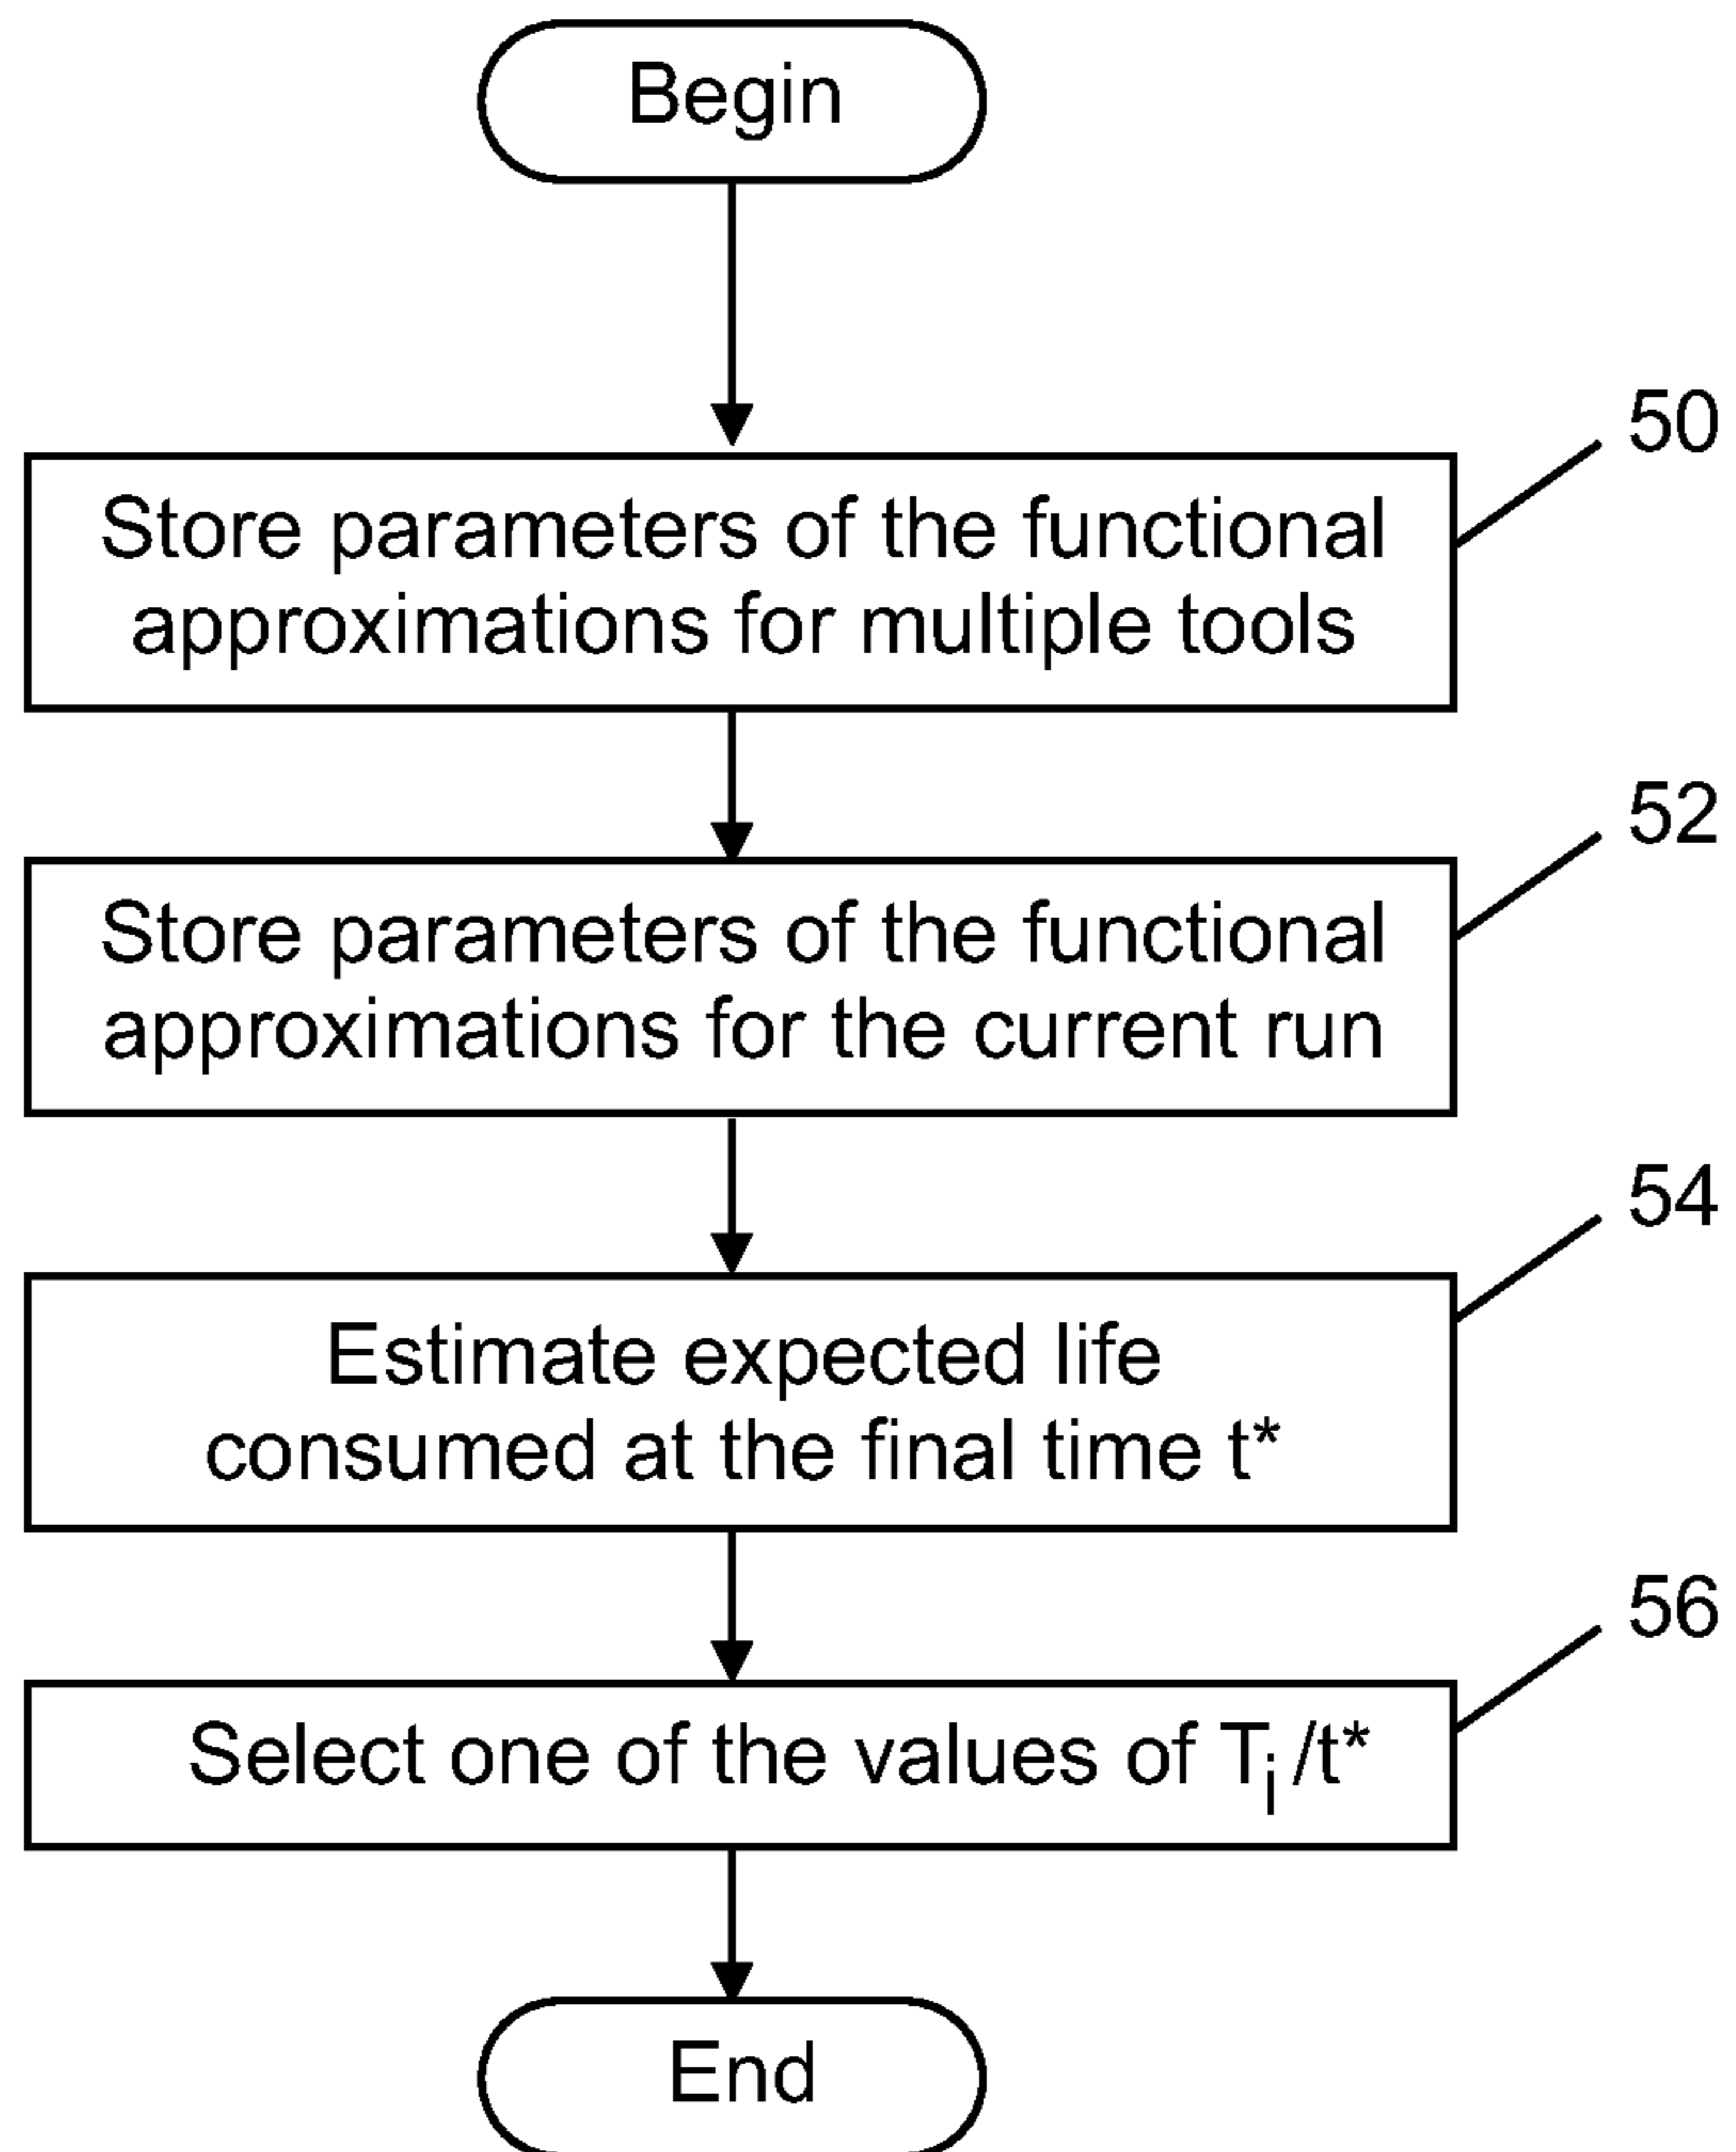 Begin
50
Store parameters of the functional
approximations for multiple tools
52
Store parameters of the functional
approximations for the current run
54
Estimate expected life
consumed at the final time t*
56
Select one of the values of Tᵢ/t*
End